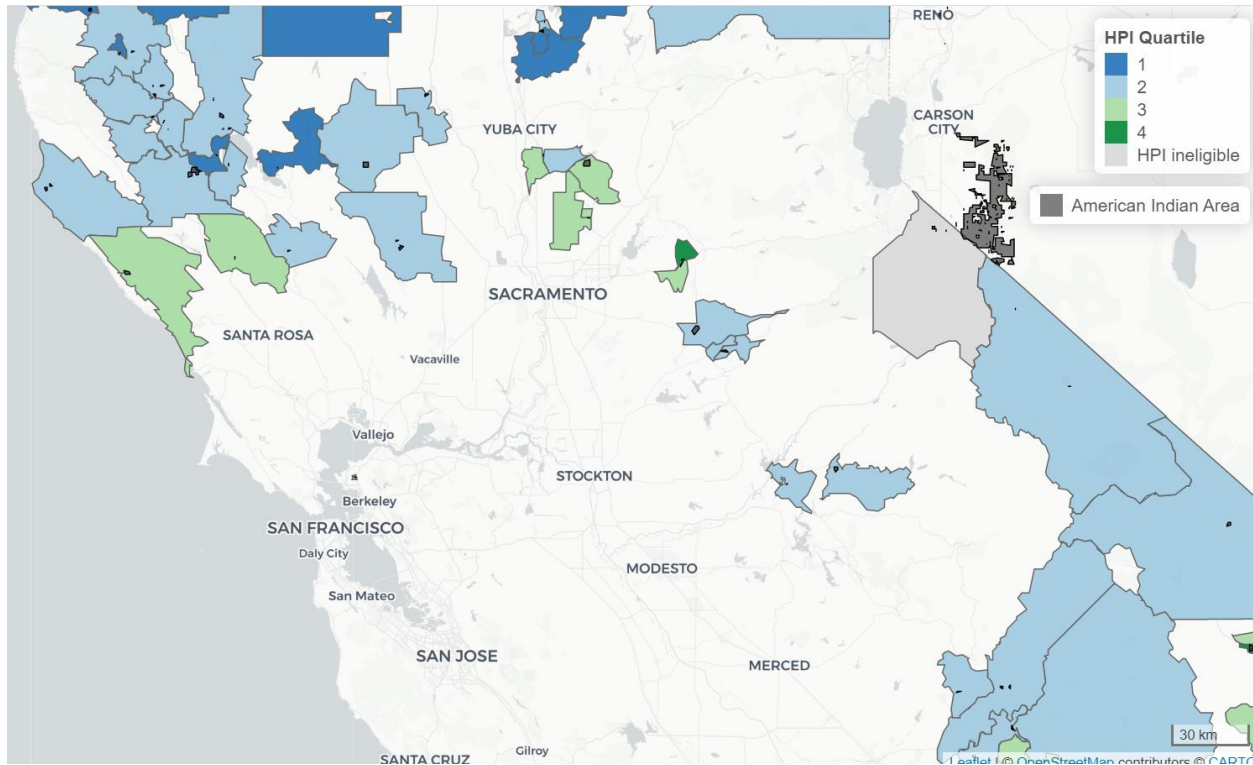 RENO
HPI Quartile
1
2
3
4
HPI ineligible
American Indian Area
CARSON
CITY
YUBA CITY
SACRAMENTO
SANTA ROSA
Vacaville
Vallejo
STOCKTON
Berkeley
SAN FRANCISCO
Daly City
MODESTO
San Mateo
SAN JOSE
MERCED
30 km
Gilroy
SANTA CRUZ
Leaflet | © OpenStreetMap contributors © CARTO